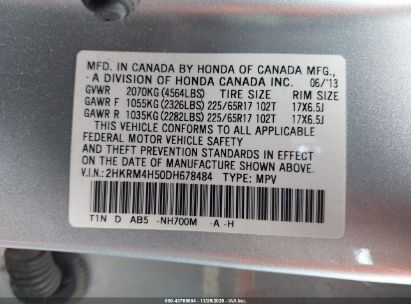 MFD. IN CANADA BY HONDA OF CANADA MFG.,
- A DIVISION OF HONDA CANADA INC. 06/'13
GVWR 2070KG (4564LBS) TIRE SIZE RIM SIZE
GAWR F 1055KG (2326LBS) 225/65R17 102T 17X6.5J
GAWR R 1035KG (2282LBS) 225/65R17 102T 17X6.5J
THIS VEHICLE CONFORMS TO ALL APPLICABLE
FEDERAL MOTOR VEHICLE SAFETY
AND THEFT PREVENTION STANDARDS IN EFFECT
ON THE DATE OF MANUFACTURE SHOWN ABOVE.
V.I.N.: 2HKRM4H50DH678484 TYPE: MPV
T1N D AB5 -NH700M -A -H